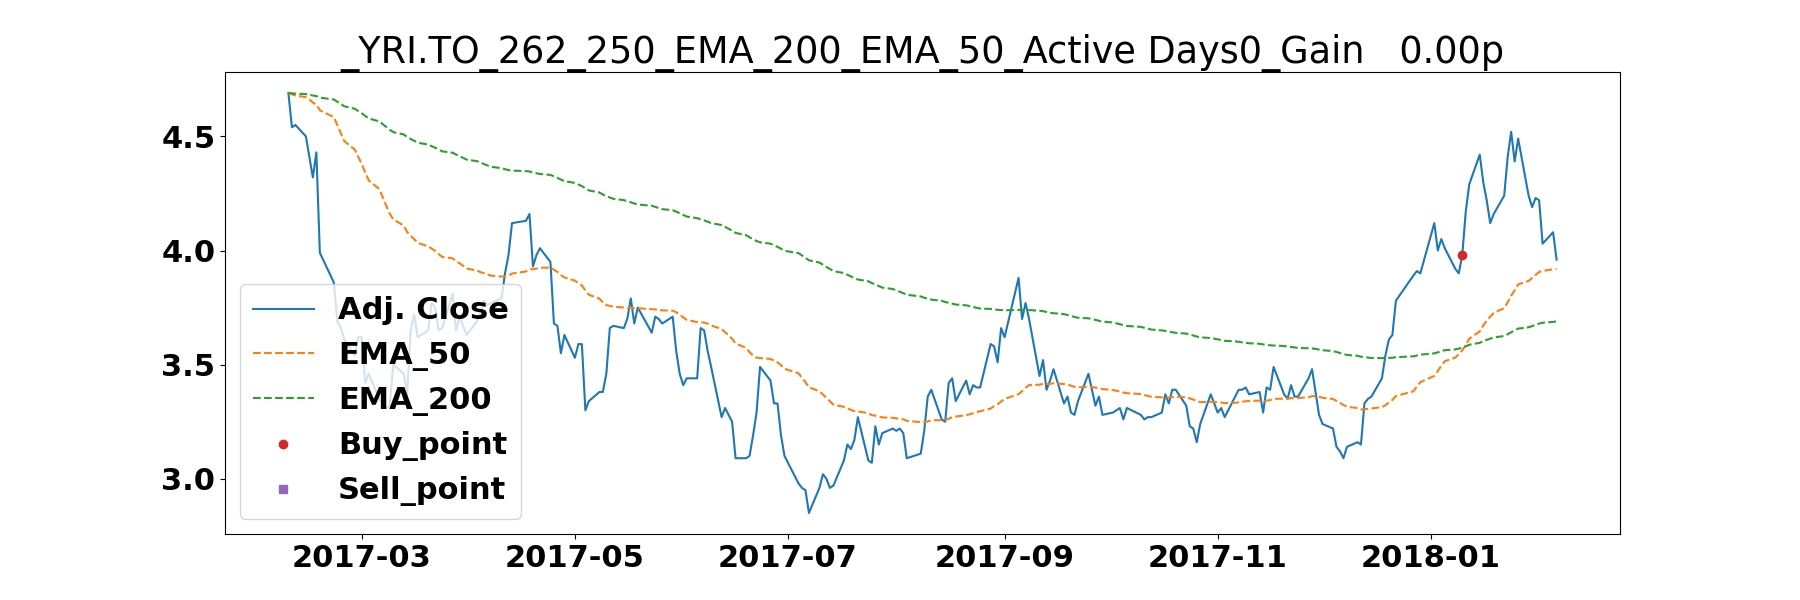 _YRI.TO_262_250_EMA_200_EMA_50_Active Days0_Gain   0.00p
4.5
4.0
3.5
3.0
Adj. Close
EMA_50
EMA_200
Buy_point
Sell_point
2017-03 2017-05 2017-07 2017-09 2017-11 2018-01